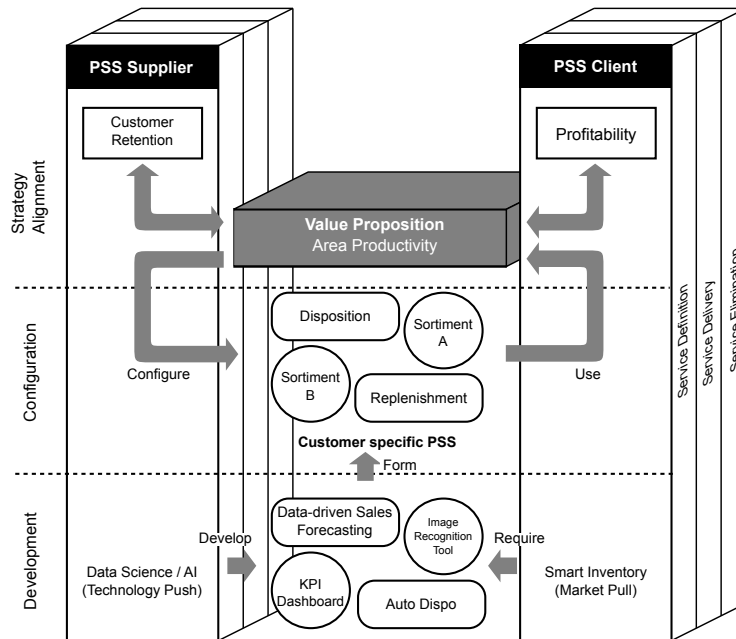 PSS Supplier
PSS Client
Customer
Retention
Profitability
Strategy
Alignment
Value Proposition
Area Productivity
Disposition
Sortiment
A
Configuration
Configure
Sortiment
B
Replenishment
Use
Customer specific PSS
Form
Service Definition
Service Delivery
Service Elimination
Development
Develop
Data-driven Sales
Forecasting
Image
Recognition
Tool
Require
Data Science / AI
(Technology Push)
KPI
Dashboard
Auto Dispo
Smart Inventory
(Market Pull)